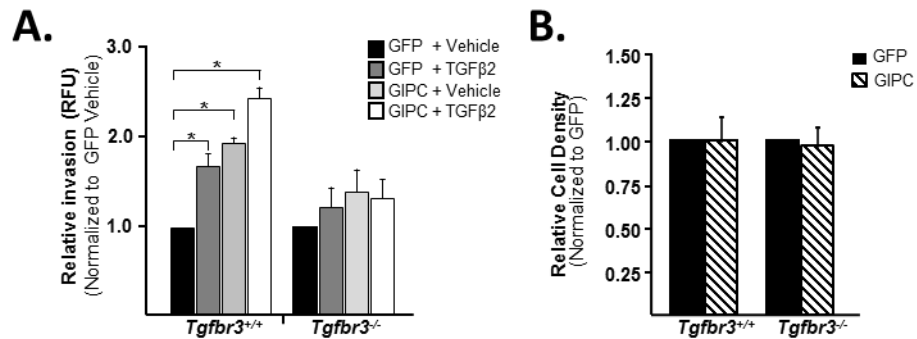 A.
Relative invasion (RFU)
(Normalized to GFP Vehicle)
3.0
2.0
1.0
*
*
*
Tgfbr3+/+
Tgfbr3-/-
GFP + Vehicle
GFP + TGFβ2
GIPC + Vehicle
GIPC + TGFβ2
B.
Relative Cell Density
(Normalized to GFP)
1.50
1.25
1.00
0.75
0.50
0.25
Tgfbr3+/+
Tgfbr3-/-
GFP
GIPC